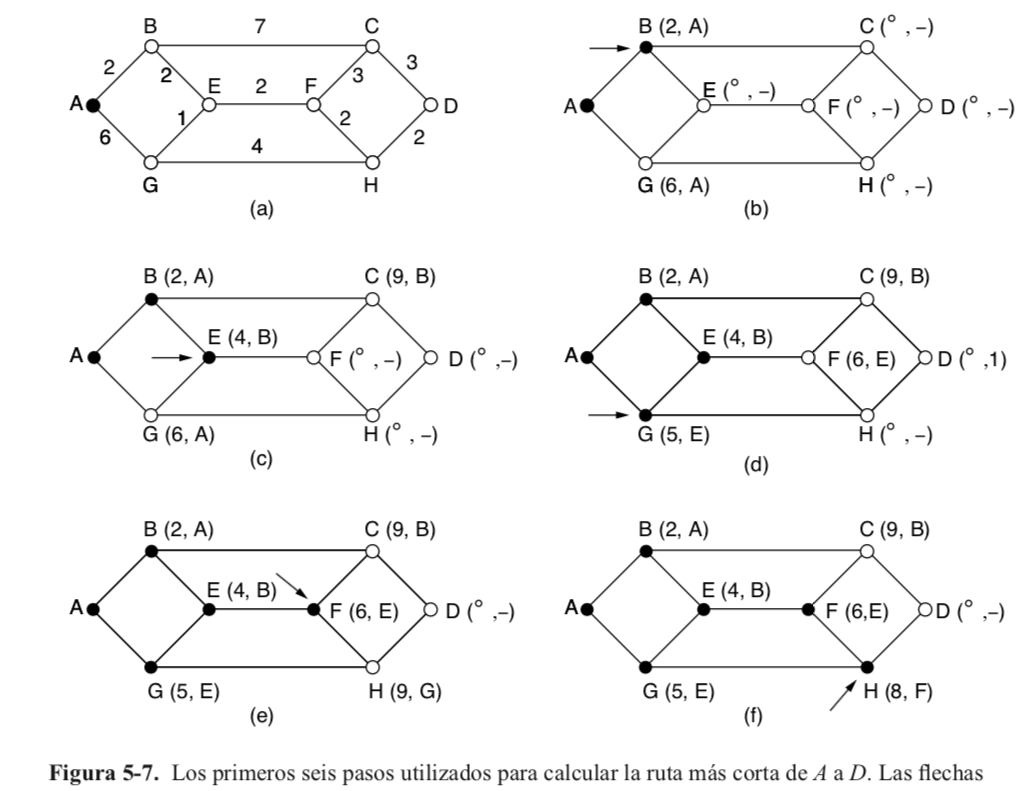 B 7 C
2 2 3 3
A E 2 F D
6 1 2 2
4
G H
(a)
B (2, A) C (° , –)
A E (° , –) F (° , –) D (° , –)
G (6, A) H (° , –)
(b)
B (2, A) C (9, B)
E (4, B)
A F (° , –) D (° ,–)
G (6, A) H (° , –)
(c)
B (2, A) C (9, B)
E (4, B)
A F (6, E) D (° ,1)
G (5, E) H (° , –)
(d)
B (2, A) C (9, B)
E (4, B)
A F (6, E) D (° ,–)
G (5, E) H (9, G)
(e)
B (2, A) C (9, B)
E (4, B)
A F (6,E) D (° ,–)
G (5, E) H (8, F)
(f)
Figura 5-7. Los primeros seis pasos utilizados para calcular la ruta más corta de A a D. Las flechas